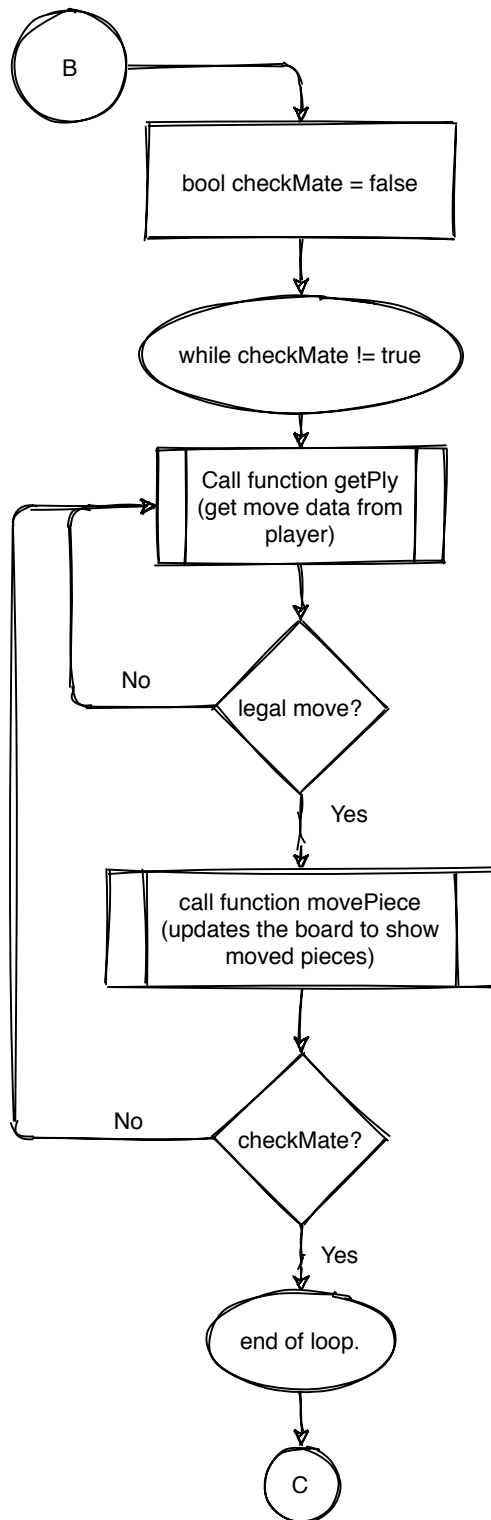 B
bool checkMate = false
while checkMate != true
Call function getPly
(get move data from
player)
No
legal move?
Yes
call function movePiece
(updates the board to show
moved pieces)
No
checkMate?
Yes
end of loop.
C